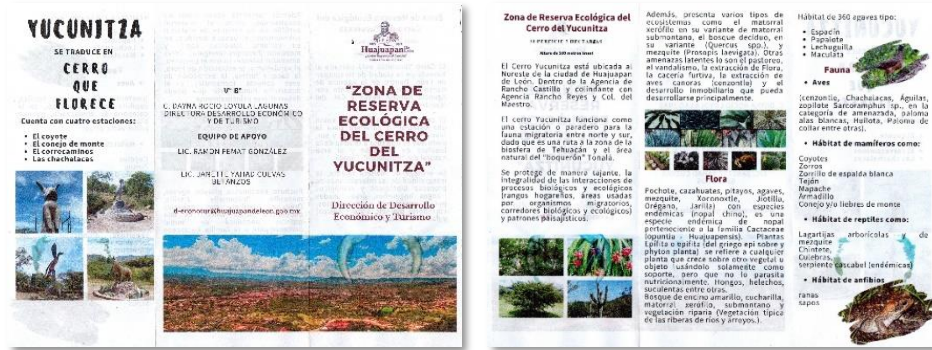 YUCUNITZA
SE TRADUCE EN
CERRO
QUE
FLORECE
Cuenta con cuatro estaciones:
El coyote
El conejo de monte
El correcaminos
Las chachalacas
EQUIPO DE APOYO
LIC. RAMON PEMAT GONZÁLEZ
Huajuapan
"ZONA DE
RESERVA
ECOLÓGICA
DEL CERRO
DEL
YUCUNITZA"
Dirección de Desarrollo
Económico y Turismo
Zona de Reserva Ecológica del
Cerro del Yucunitza
El Cerro Yucunitza está ubicada al
Noreste de la ciudad de Huajuapan
de León. Dentro de la Agencia de
Rancho Castillo y colindante con
Agencia Rancho Reyes y Col. del
Maestro.
El cerro Yucunitza funciona como
una estación o paradero para la
fauna migratoria entre norte y sur,
dado que es una ruta a la zona de la
biosfera de Tehuacán y el área
natural del "boquerón" Tonalá.
Se protege de manera tajante, la
integralidad de las interacciones de
procesos biológicos y ecológicos
(rangos hogareños, áreas usadas
por organismos migratorios,
corredores biológicos y ecológicos)
y patrones paisajísticos.
Además, presenta varios tipos de
ecosistemas como el matorral
xerófilo en su variante de matorral
submontano, el bosque deciduo, en
su variante (Quercus spp.), y
mezquite (Prosopis laevigata). Otras
amenazas latentes lo son el pastoreo,
el vandalismo, la extracción de Flora,
la cacería furtiva, la extracción de
aves canoras (cenzontle) y el
desarrollo inmobiliario que pueda
desarrollarse principalmente.
Flora
Pochote, cazahuates, pitayos, agaves,
mezquite, Xoconoxtle, Jiotillo,
Orégano, Jarilla) con especies
endémicas (nopal chino), es una
especie endémica de nopal
perteneciente a la familia Cactaceae
(opuntia - Huajuapensis). Plantas
Epífita o epifita (del griego epi sobre y
phyton planta) se refiere a cualquier
planta que crece sobre otro vegetal u
objeto usándolo solamente como
soporte, pero que no lo parasita
nutricionalmente. Hongos, helechos,
suculentas entre otras.
Bosque de encino amarillo, cucharilla,
matorral xerófilo, submontano y
vegetación riparia (Vegetación típica
de las riberas de ríos y arroyos.).
Hábitat de 360 agaves tipo:
Espadín
Papalote
Lechuguilla
Maculata
Fauna
Aves
(cenzontle, Chachalacas, Águilas,
zopilote Sarcoramphus sp., en la
categoría de amenazada, paloma
alas blancas, Huilota, Paloma de
collar entre otras).
Hábitat de mamíferos como:
Coyotes
Zorros
Zorrillo de espalda blanca
Tejón
Mapache
Armadillo
Conejo y/o liebres de monte
Hábitat de reptiles como:
Lagartijas arborícolas y de
mezquite
Chintete,
Culebras,
serpiente cascabel (endémicas)
Hábitat de anfibios
ranas
sapos